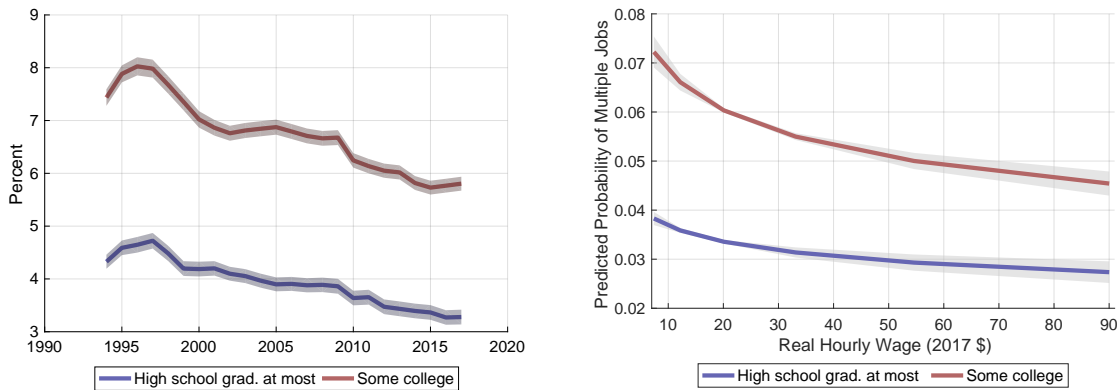 9
8
7
6
5
4
3
Percent
1990 1995 2000 2005 2010 2015 2020
High school grad. at most Some college
0.08
0.07
0.06
0.05
0.04
0.03
0.02
Predicted Probability of Multiple Jobs
10 20 30 40 50 60 70 80 90
Real Hourly Wage (2017 $)
High school grad. at most Some college